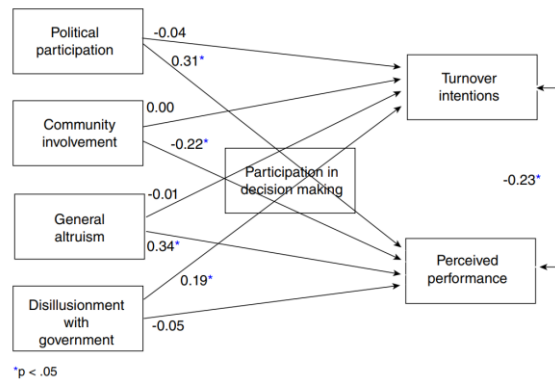 Political
participation
-0.04
0.31*
Turnover
intentions
Community
involvement
0.00
-0.22*
Participation in
decision making
-0.23*
General
altruism
-0.01
0.34*
Perceived
performance
Disillusionment
with
government
0.19*
-0.05
*p < .05